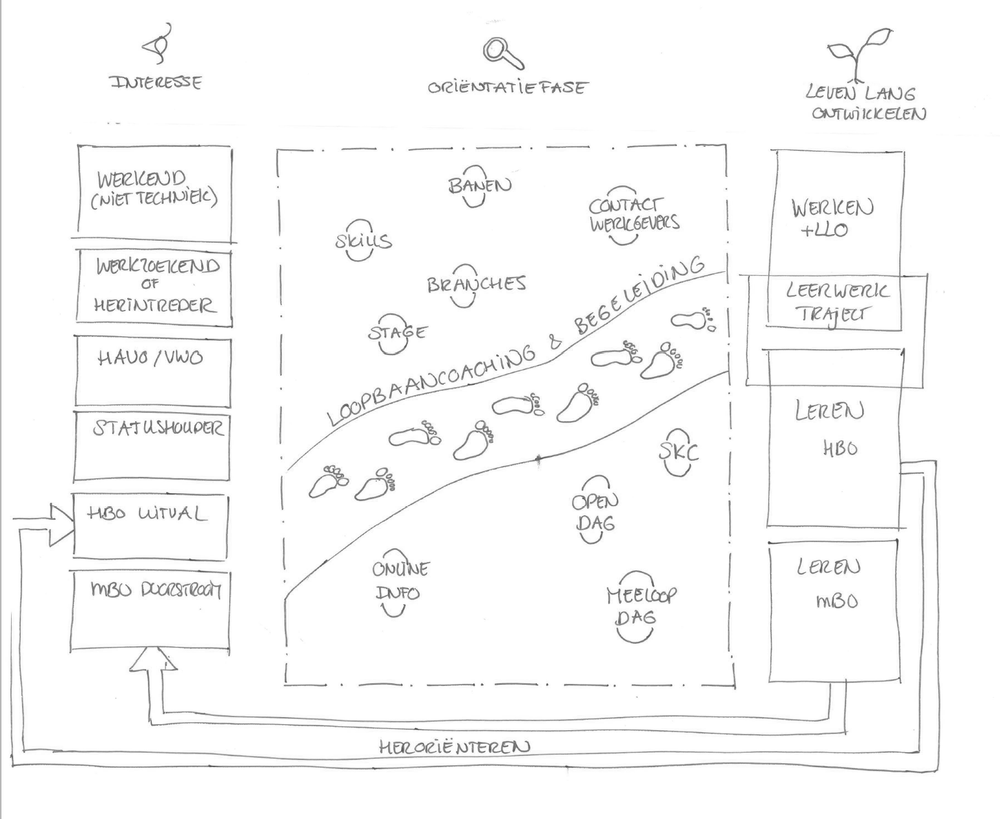 INTERESSE
ORIËNTATIEFASE
LEVEN LANG
ONTWIKKELEN
WERKEND
(NIET TECHNIEK)
WERKZOEKEND
OF
HERINTREDER
HAVO/VWO
STATUSHOUDER
HBO UITVAL
MBO DOORSTROOM
BANEN
CONTACT
WERKGEVERS
SKILLS
BRANCHES
STAGE
LOOPBAANCOACHING & BEGELEIDING
SKC
OPEN
DAG
ONLINE
INFO
MEELOOP
DAG
WERKEN
+LLO
LEERWERK
TRAJECT
LEREN
HBO
LEREN
MBO
HERORIËNTEREN